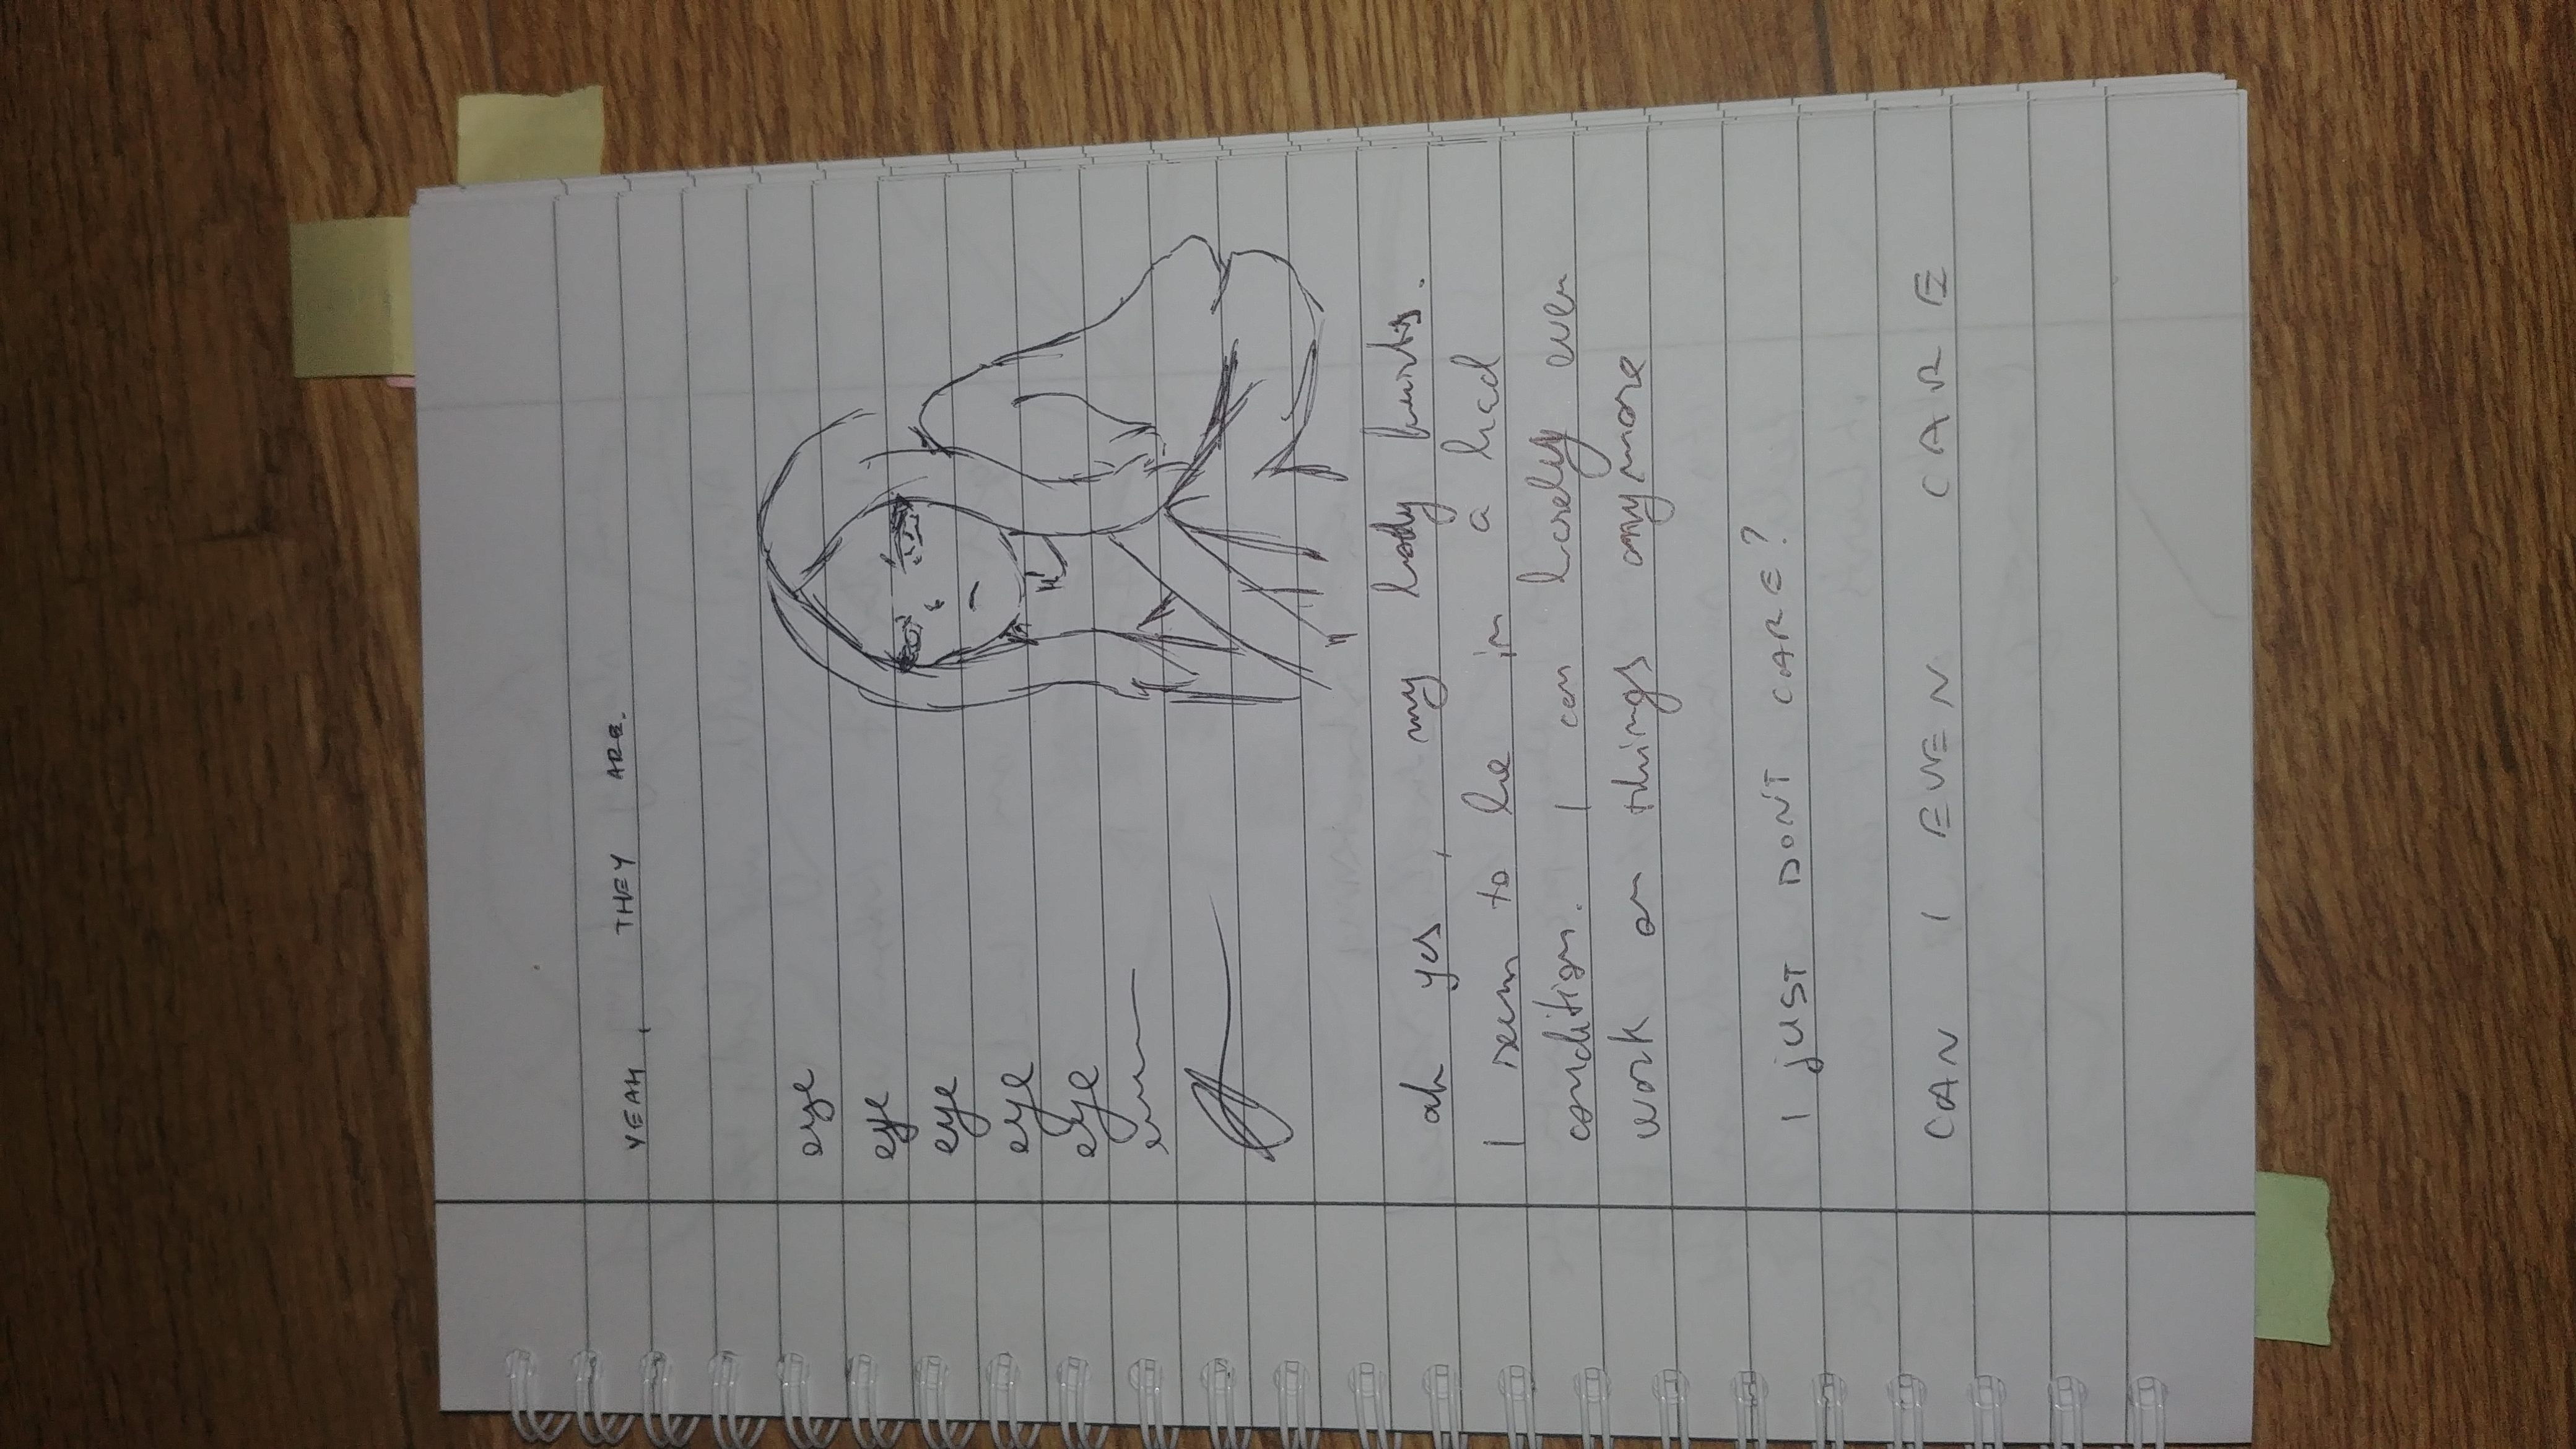 YEAH, THEY ARE.
eye
eye
eye
eye
eye
ah yes, my body hurts.
I seem to be in a bad
condition. I can barely even
work on things anymore
I JUST DON'T CARE?
CAN I EVEN CARE